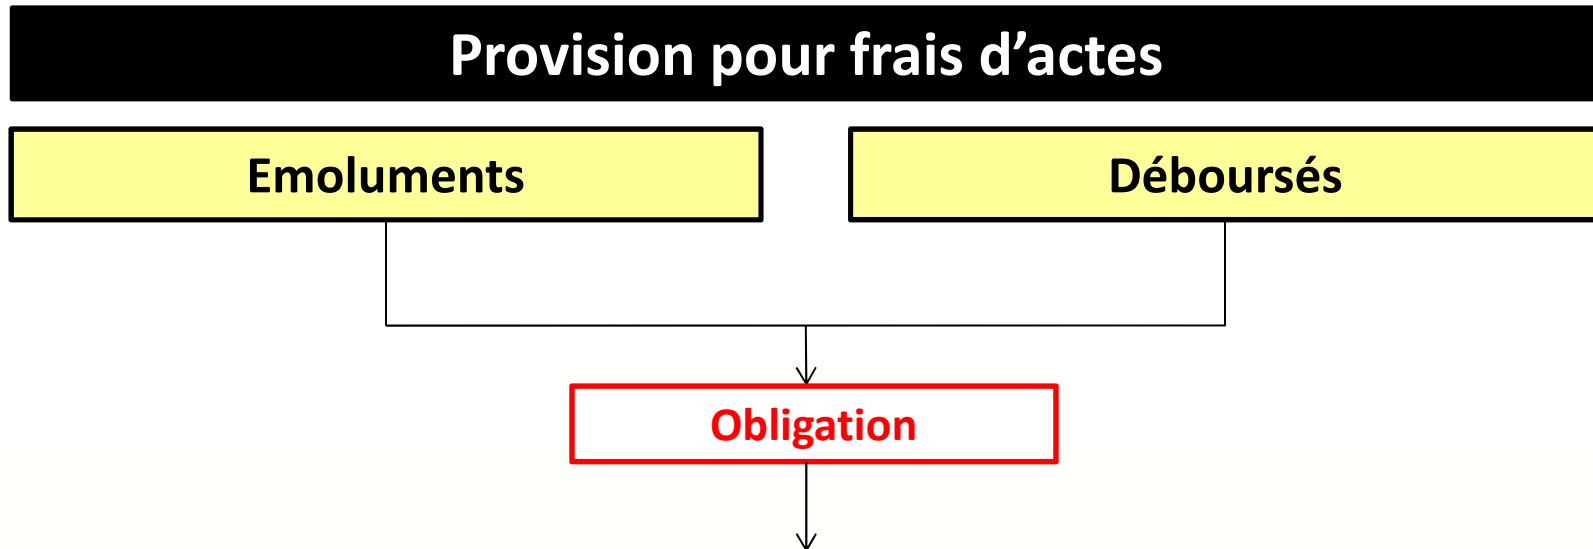 Provision pour frais d’actes
Emoluments
Déboursés
Obligation